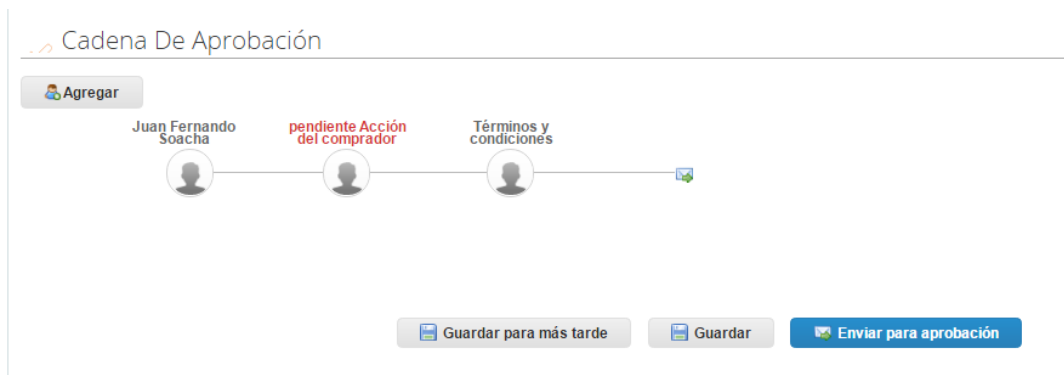 Cadena De Aprobación
Agregar
Juan Fernando
Soacha
pendiente Acción
del comprador
Términos y
condiciones
Guardar para más tarde
Guardar
Enviar para aprobación